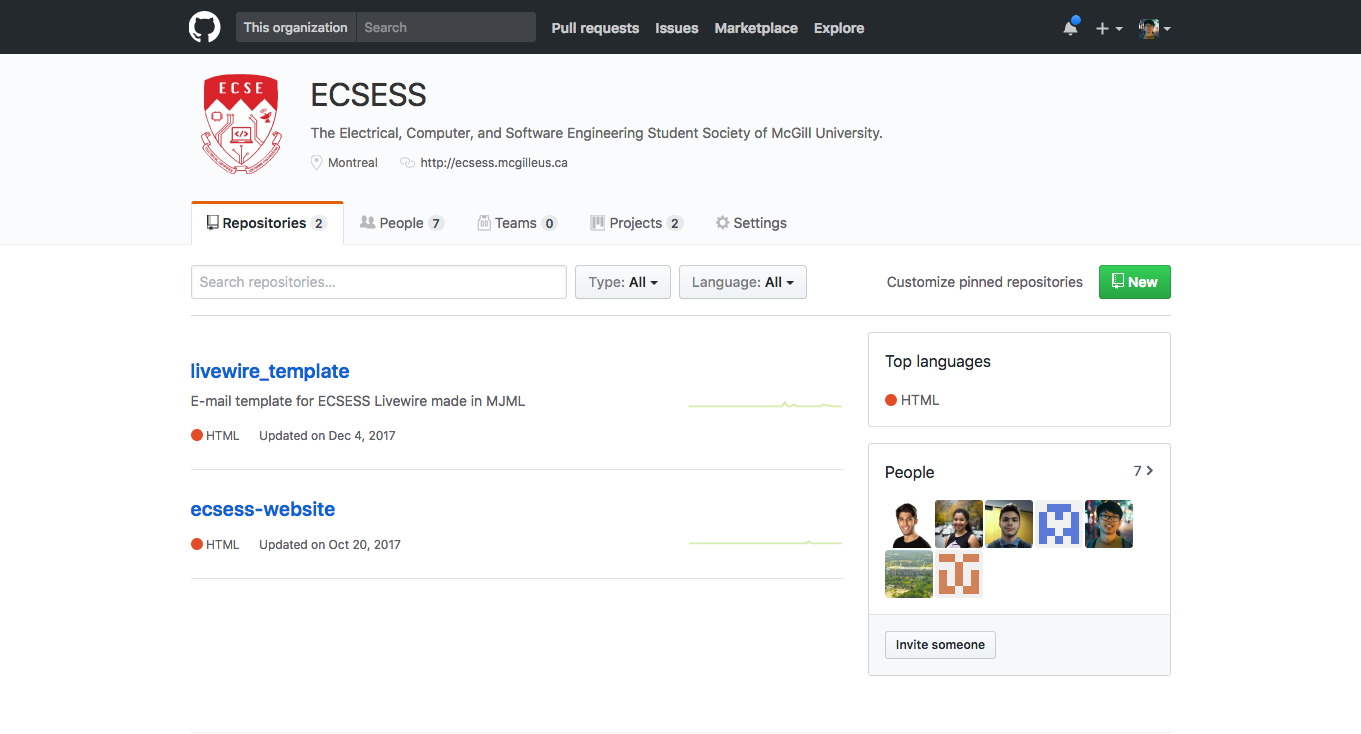 This organization Search Pull requests Issues Marketplace Explore
ECSE
ECSESS
The Electrical, Computer, and Software Engineering Student Society of McGill University.
Montreal http://ecsess.mcgilleus.ca
Repositories 2 People 7 Teams 0 Projects 2 Settings
Search repositories... Type: All Language: All Customize pinned repositories New
livewire_template
E-mail template for ECSESS Livewire made in MJML
HTML Updated on Dec 4, 2017
ecsess-website
HTML Updated on Oct 20, 2017
Top languages
HTML
People 7
Invite someone